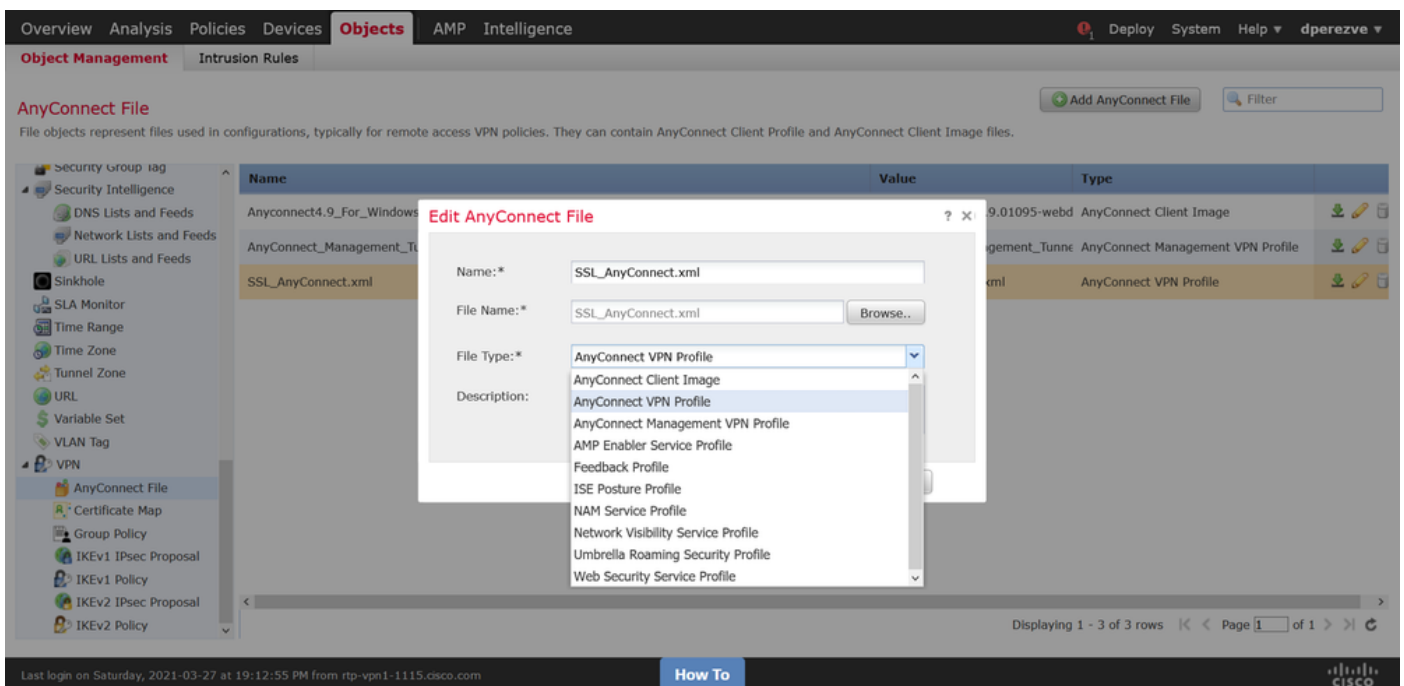 Overview Analysis Policies Devices Objects AMP Intelligence 1 Deploy System Help dperezve
Object Management Intrusion Rules
AnyConnect File
Add AnyConnect File Filter
File objects represent files used in configurations, typically for remote access VPN policies. They can contain AnyConnect Client Profile and AnyConnect Client Image files.
Security Group Tag
Security Intelligence
DNS Lists and Feeds
Network Lists and Feeds
URL Lists and Feeds
Sinkhole
SLA Monitor
Time Range
Time Zone
Tunnel Zone
URL
Variable Set
VLAN Tag
VPN
AnyConnect File
Certificate Map
Group Policy
IKEv1 IPsec Proposal
IKEv1 Policy
IKEv2 IPsec Proposal
IKEv2 Policy
Name Value Type
Anyconnect4.9_For_Windows 9.01095-webd AnyConnect Client Image
AnyConnect_Management_Tu gement_Tunne AnyConnect Management VPN Profile
SSL_AnyConnect.xml xml AnyConnect VPN Profile
Edit AnyConnect File ? X
Name:* SSL_AnyConnect.xml
File Name:* SSL_AnyConnect.xml Browse..
File Type:* AnyConnect VPN Profile
Description:
AnyConnect Client Image
AnyConnect VPN Profile
AnyConnect Management VPN Profile
AMP Enabler Service Profile
Feedback Profile
ISE Posture Profile
NAM Service Profile
Network Visibility Service Profile
Umbrella Roaming Security Profile
Web Security Service Profile
Displaying 1 - 3 of 3 rows |< < Page 1 of 1 > >|
Last login on Saturday, 2021-03-27 at 19:12:55 PM from rtp-vpn1-1115.cisco.com How To CISCO